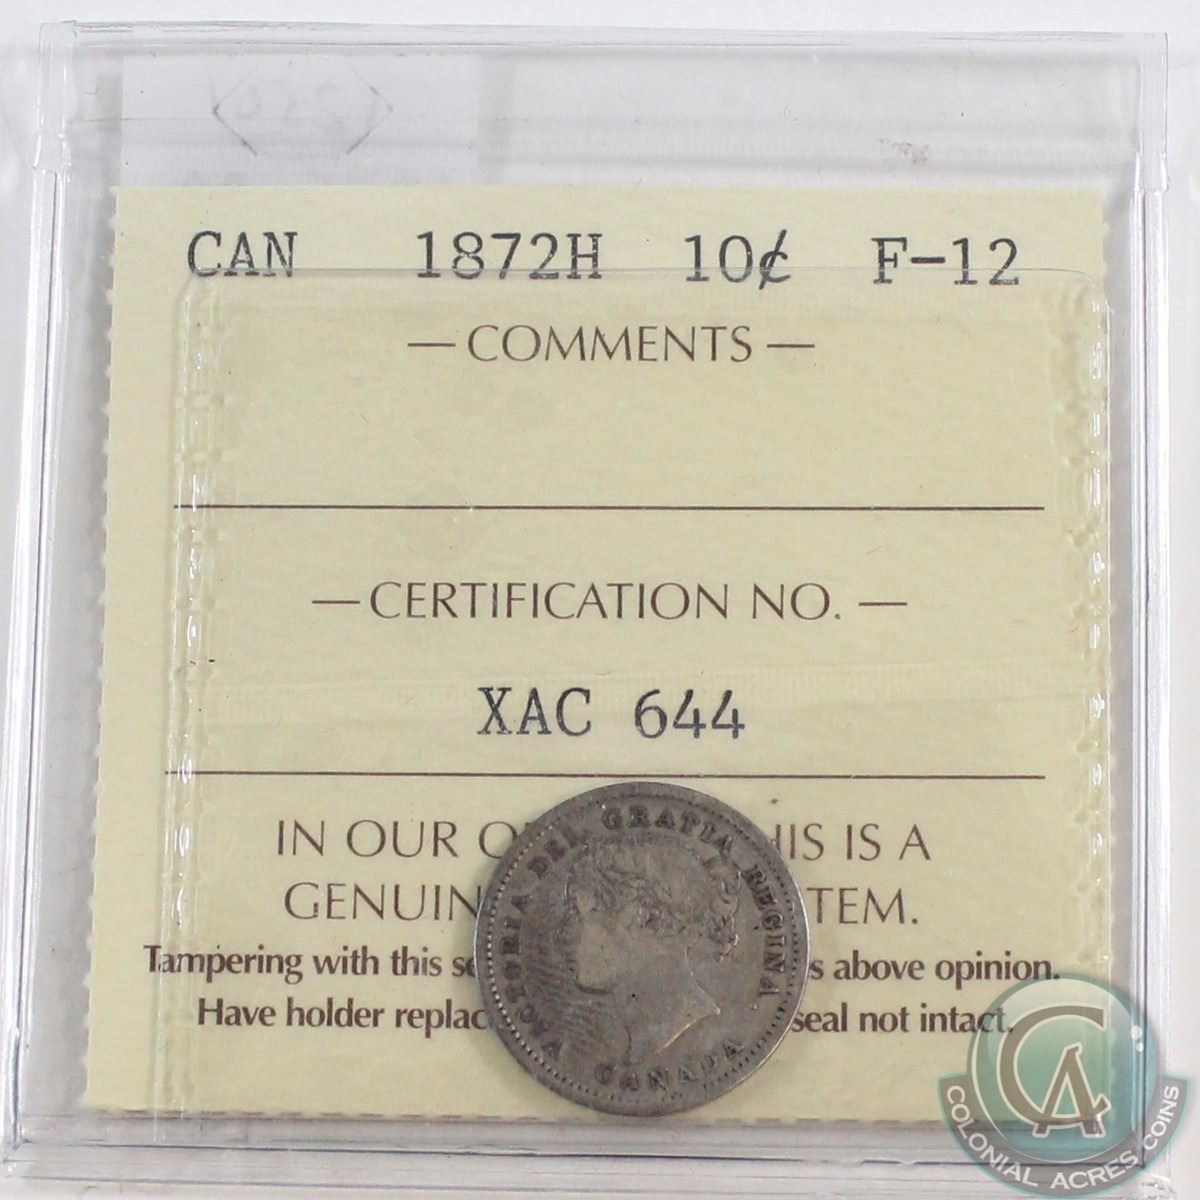 CAN 1872H 10¢ F-12
— COMMENTS —
— CERTIFICATION NO. —
XAC 644
IN OUR O HIS IS A
GENUIN TEM.
Tampering with this se s above opinion.
Have holder replac seal not intact.
VICTORIA DEI GRATIA REGINA
CANADA
CA
COLONIAL ACRES COINS